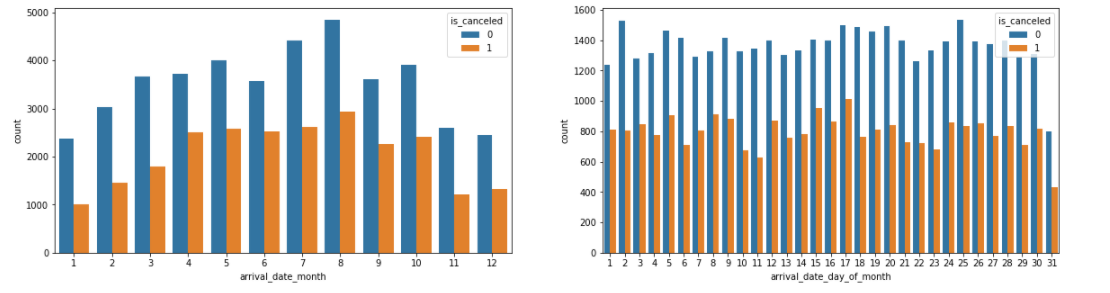 is_canceled
0
1
5000
4000
3000
2000
1000
0
count
1 2 3 4 5 6 7 8 9 10 11 12
arrival_date_month
is_canceled
0
1
1600
1400
1200
1000
800
600
400
200
0
count
1 2 3 4 5 6 7 8 9 10 11 12 13 14 15 16 17 18 19 20 21 22 23 24 25 26 27 28 29 30 31
arrival_date_day_of_month